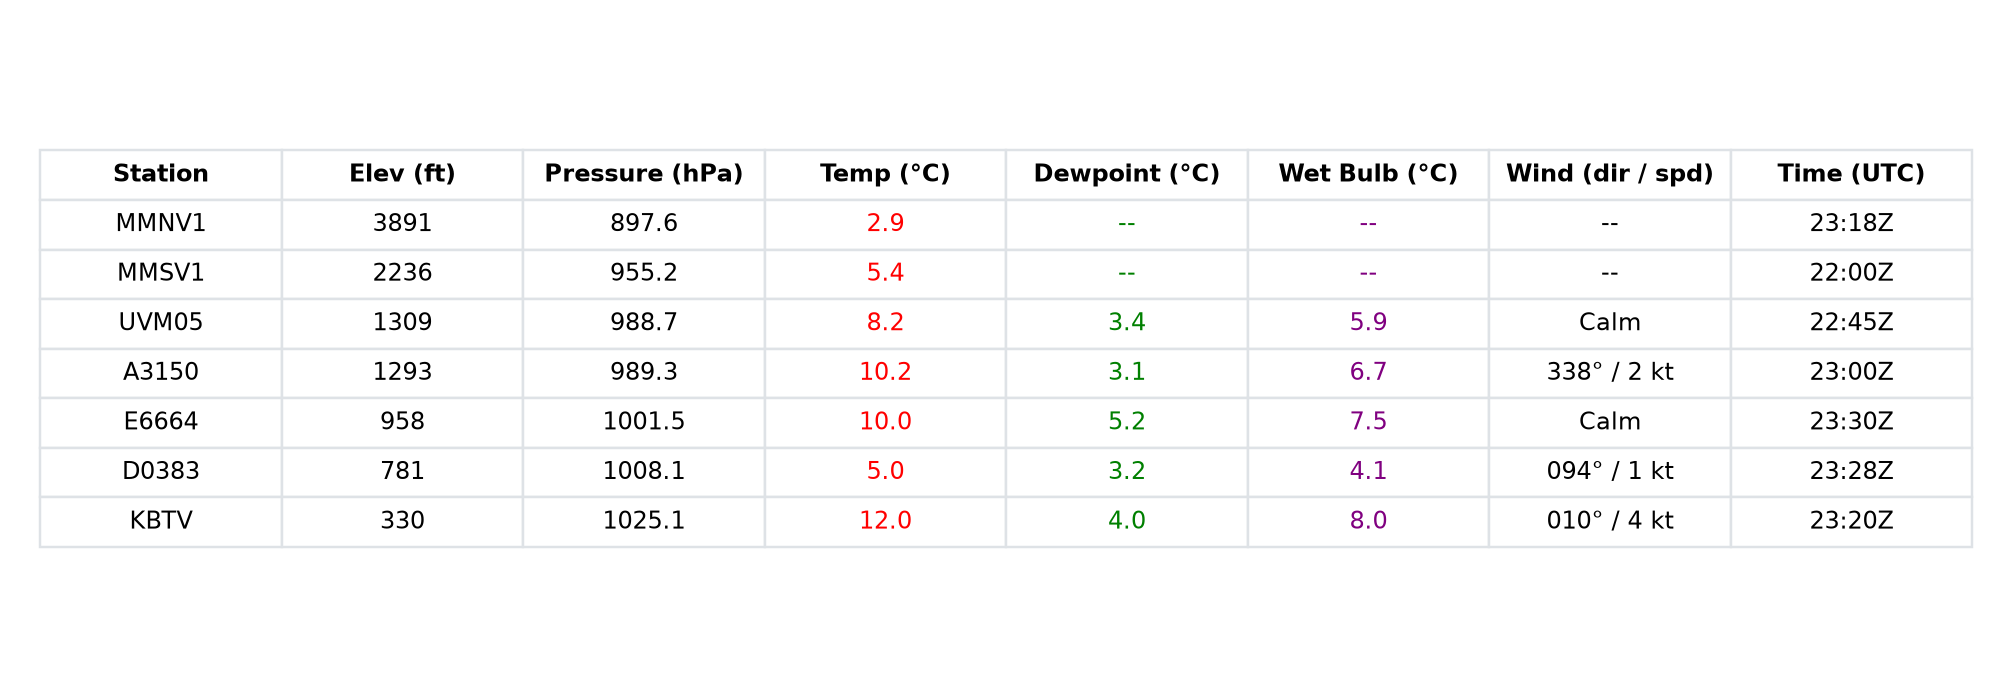 Station Elev (ft) Pressure (hPa) Temp (°C) Dewpoint (°C) Wet Bulb (°C) Wind (dir / spd) Time (UTC)
MMNV1 3891 897.6 2.9 -- -- -- 23:18Z
MMSV1 2236 955.2 5.4 -- -- -- 22:00Z
UVM05 1309 988.7 8.2 3.4 5.9 Calm 22:45Z
A3150 1293 989.3 10.2 3.1 6.7 338° / 2 kt 23:00Z
E6664 958 1001.5 10.0 5.2 7.5 Calm 23:30Z
D0383 781 1008.1 5.0 3.2 4.1 094° / 1 kt 23:28Z
KBTV 330 1025.1 12.0 4.0 8.0 010° / 4 kt 23:20Z